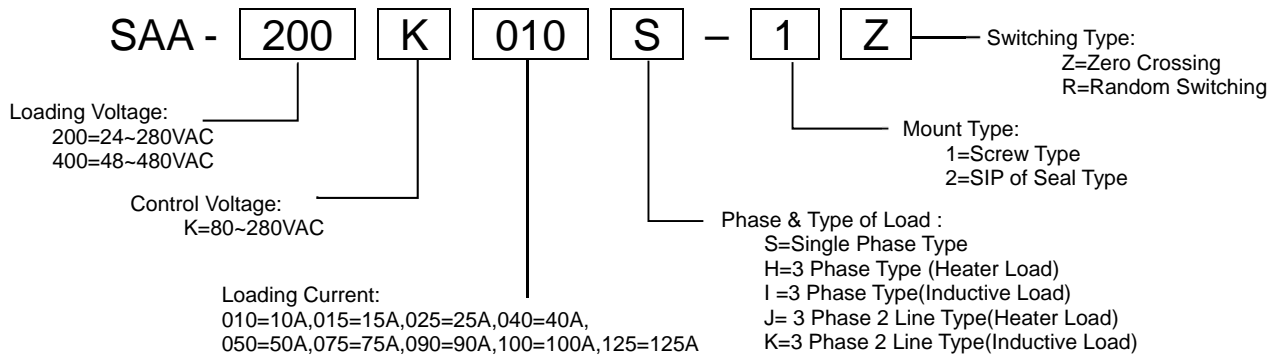 SAA - 200 K 010 S – 1 Z
Switching Type:
Z=Zero Crossing
R=Random Switching
Loading Voltage:
200=24~280VAC
400=48~480VAC
Mount Type:
1=Screw Type
2=SIP of Seal Type
Control Voltage:
K=80~280VAC
Phase & Type of Load :
S=Single Phase Type
H=3 Phase Type (Heater Load)
I =3 Phase Type(Inductive Load)
J= 3 Phase 2 Line Type(Heater Load)
K=3 Phase 2 Line Type(Inductive Load)
Loading Current:
010=10A,015=15A,025=25A,040=40A,
050=50A,075=75A,090=90A,100=100A,125=125A